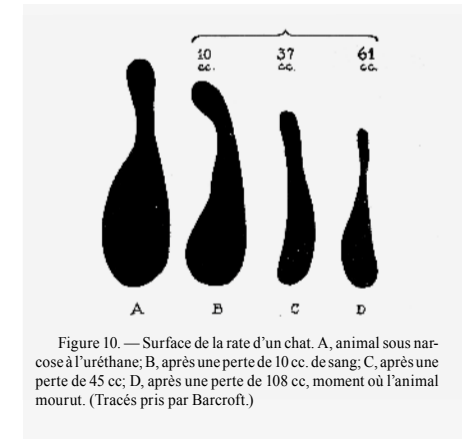 10 37 61
cc. cc. cc.
A B C D
Figure 10. — Surface de la rate d’un chat. A, animal sous nar-
cose à l’uréthane; B, après une perte de 10 cc. de sang; C, après une
perte de 45 cc; D, après une perte de 108 cc, moment où l’animal
mourut. (Tracés pris par Barcroft.)